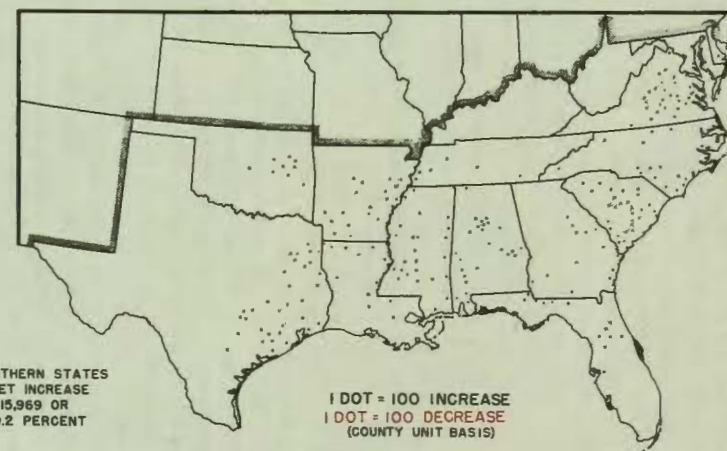 THERN STATES
ET INCREASE
15,969 OR
.2 PERCENT
1 DOT = 100 INCREASE
1 DOT = 100 DECREASE
(COUNTY UNIT BASIS)